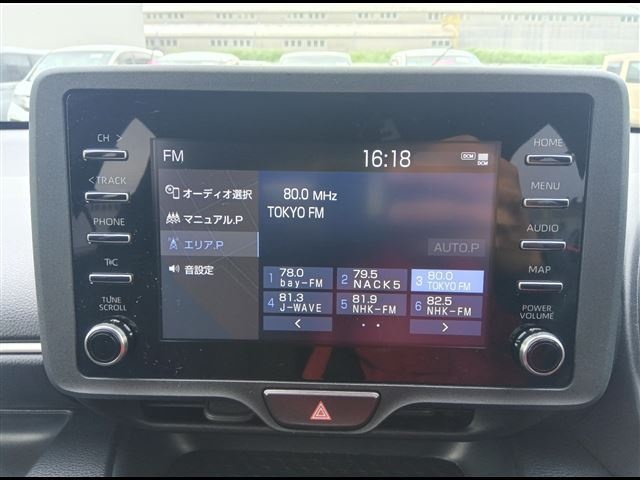 CH >
< TRACK
PHONE
T/C
TUNE
SCROLL
FM
16:18
DCM
オーディオ選択
マニュアル.P
エリア.P
音設定
80.0 MHz
TOKYO FM
AUTO.P
1 78.0 bay-FM
2 79.5 NACK5
3 80.0 TOKYO FM
4 81.3 J-WAVE
5 81.9 NHK-FM
6 82.5 NHK-FM
<
>
HOME
MENU
AUDIO
MAP
POWER
VOLUME